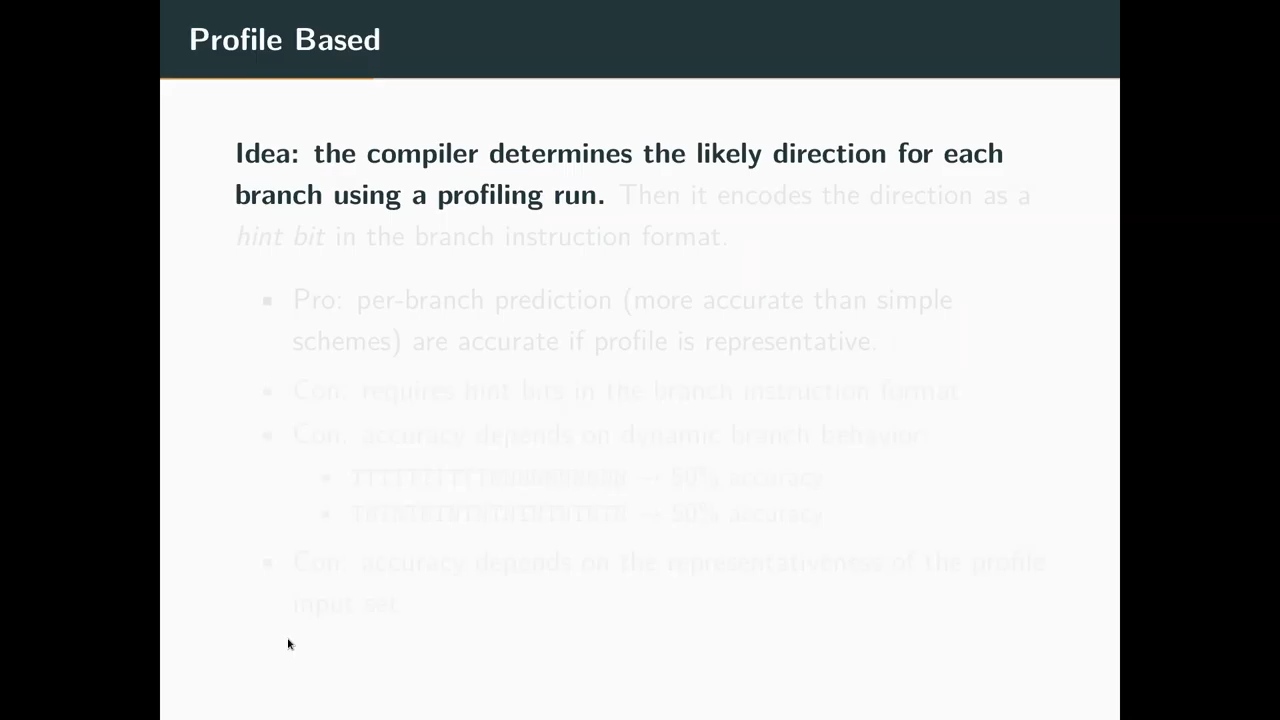 Profile Based
Idea: the compiler determines the likely direction for each
branch using a profiling run. Then it encodes the direction as a
hint bit in the branch instruction format.
▪ Pro: per-branch prediction (more accurate than simple
schemes) are accurate if profile is representative.
▪ Con: requires hint bits in the branch instruction format
▪ Con: accuracy depends on dynamic branch behavior:
▪ → 50% accuracy
▪ → 50% accuracy
▪ Con: accuracy depends on the representativeness of the profile
input set